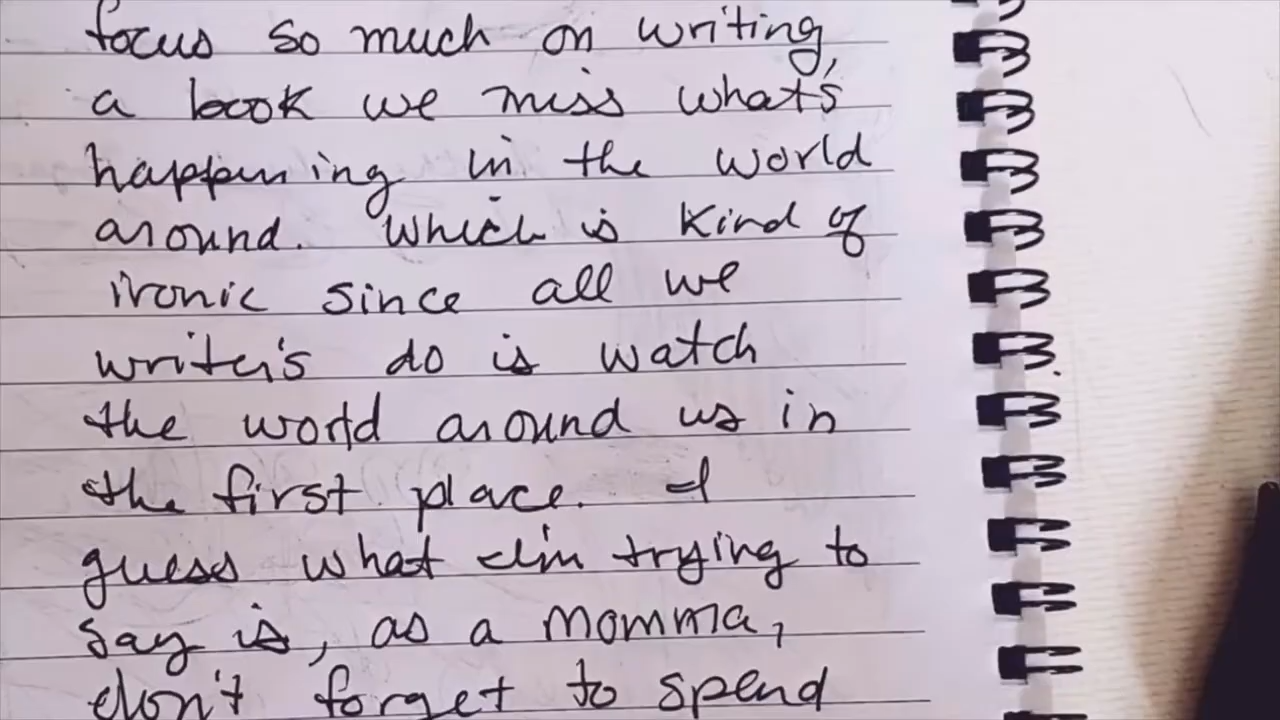 focus so much on writing,
a book we miss what's
happening in the world
around. Which is kind of
ironic since all we
writer's do is watch
the world around us in
the first place. I
guess what I'm trying to
say is, as a momma,
don't forget to spend